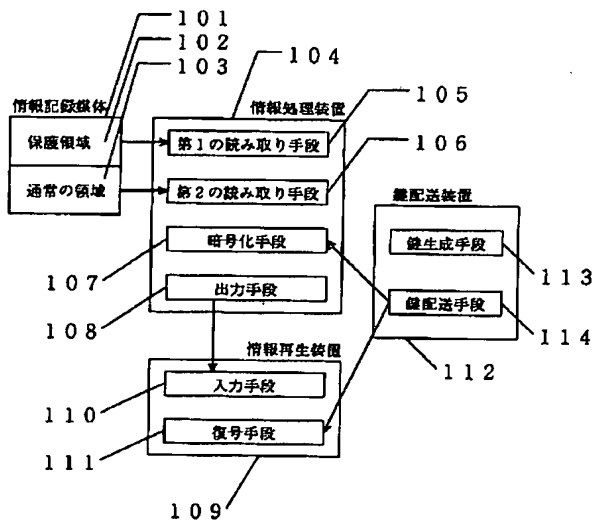 101
102
103
104
情報記録媒体
情報処理装置
保護領域
第1の読み取り手段
105
通常の領域
第2の読み取り手段
106
鍵配送装置
暗号化手段
鍵生成手段
107
113
出力手段
鍵配送手段
108
114
情報再生装置
112
入力手段
110
復号手段
111
109